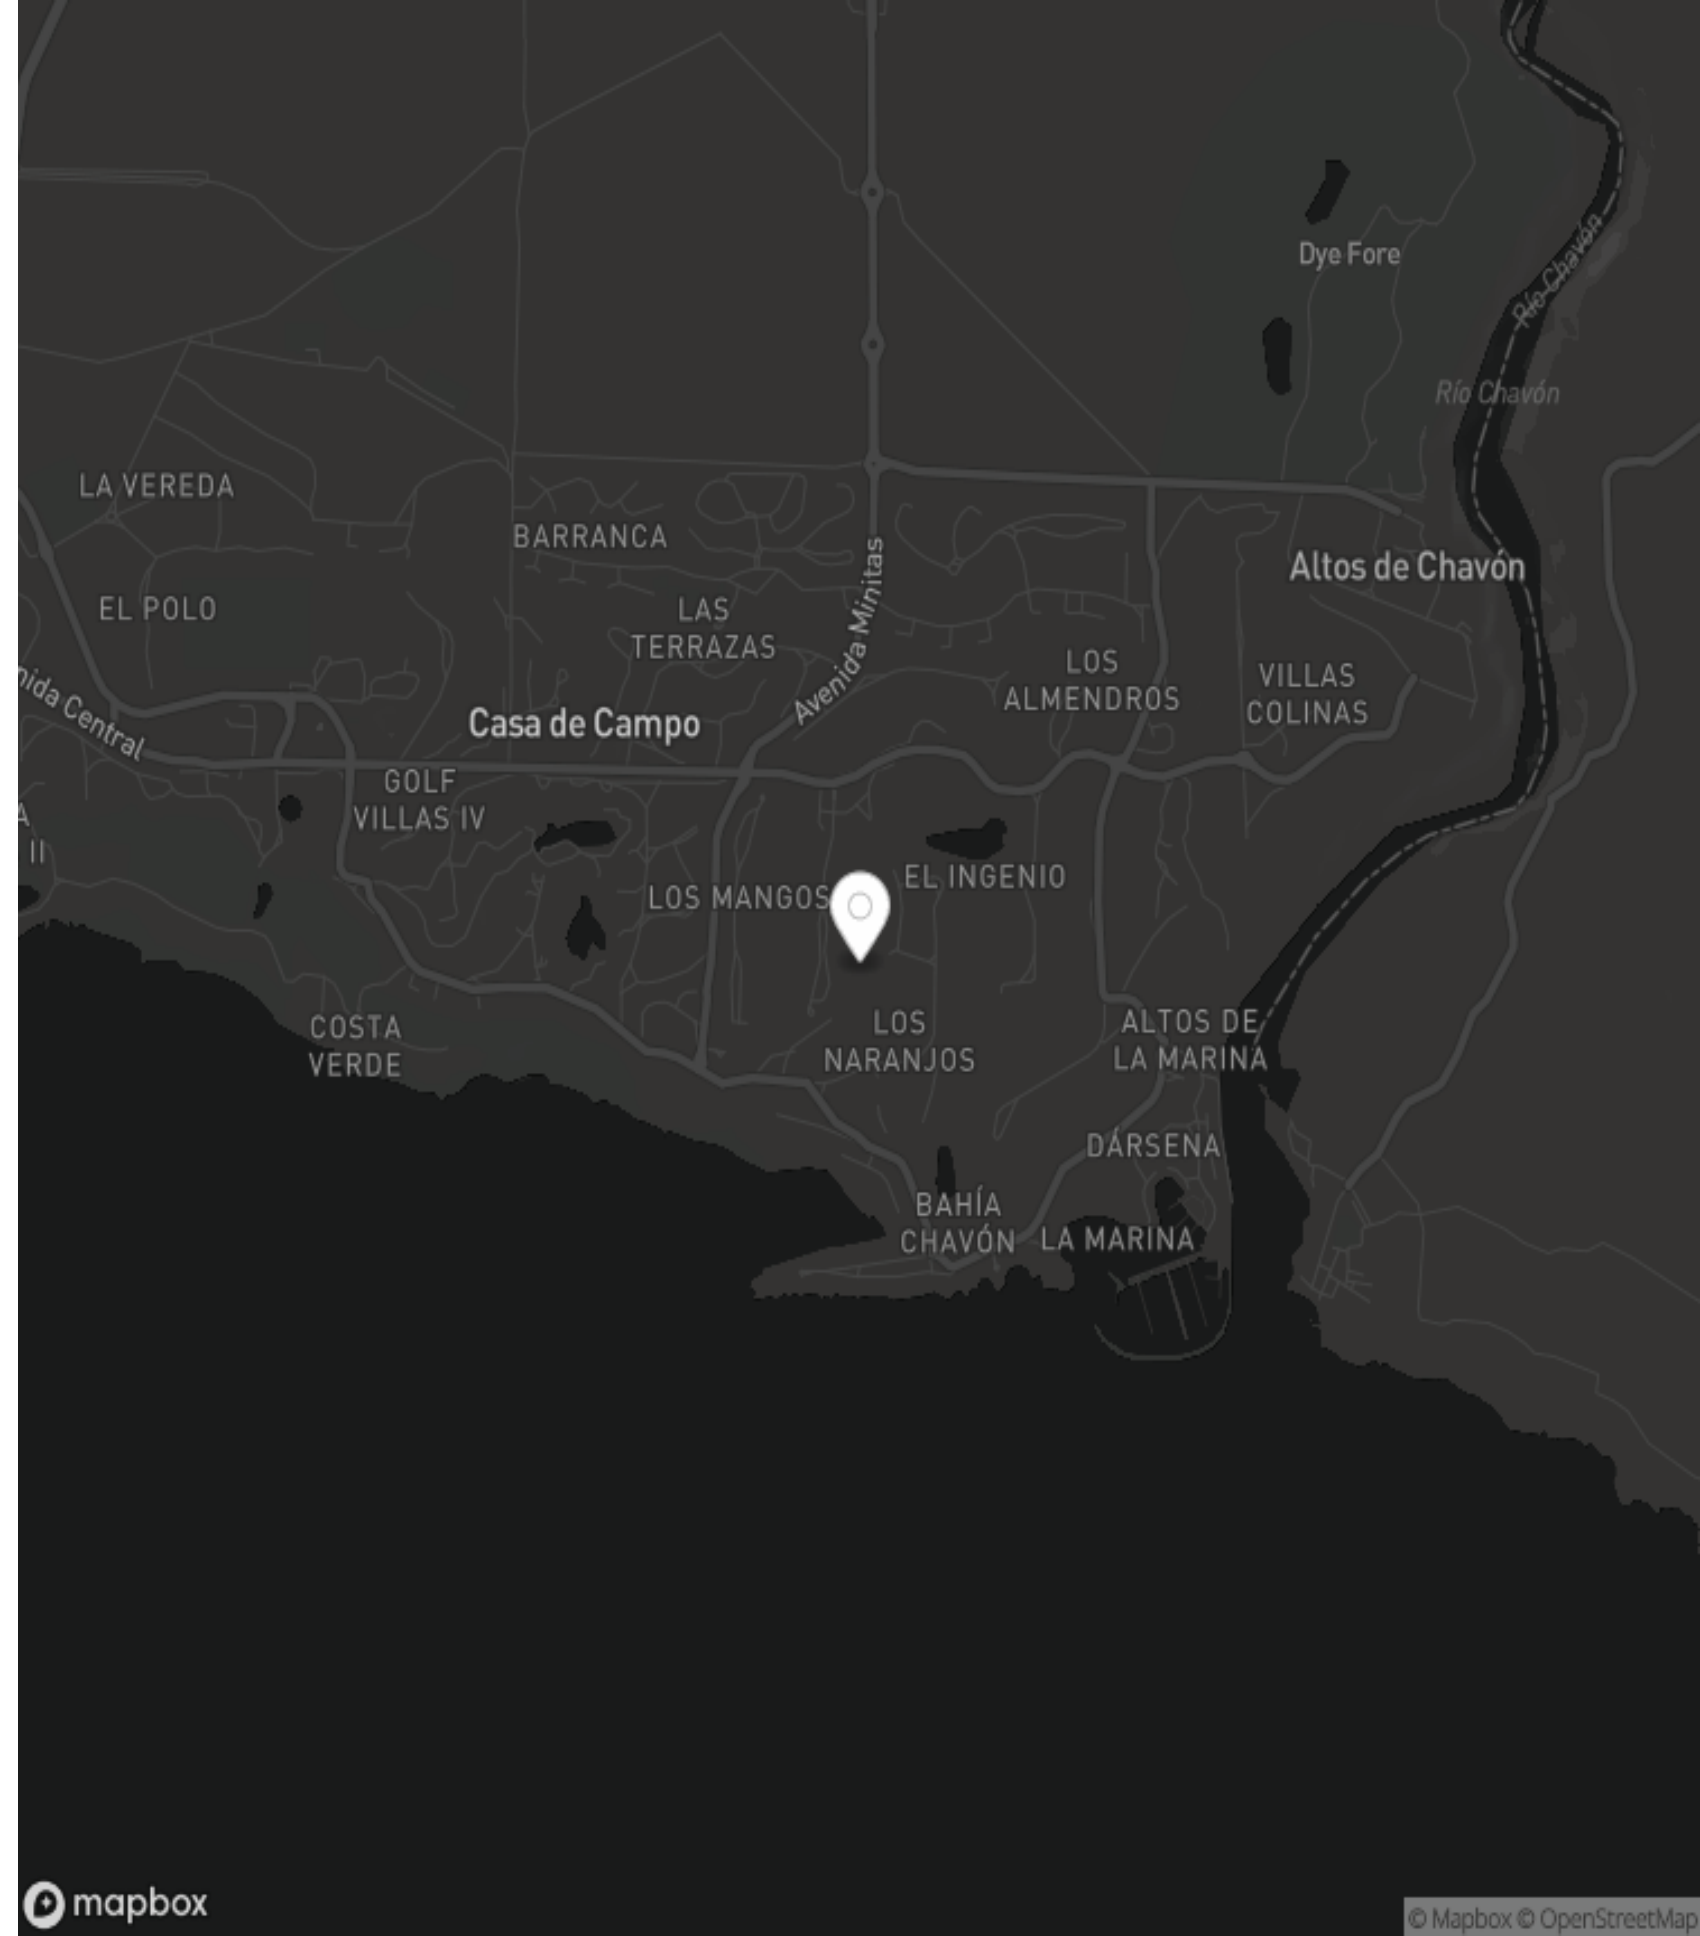 Dye Fore
Río Chavón
Río Chavón
LA VEREDA
BARRANCA
Avenida Minitas
Altos de Chavón
EL POLO
LAS
TERRAZAS
LOS
ALMENDROS
VILLAS
COLINAS
nida Central
Casa de Campo
GOLF
VILLAS IV
A
II
LOS MANGOS
EL INGENIO
COSTA
VERDE
LOS
NARANJOS
ALTOS DE
LA MARINA
DÁRSENA
BAHÍA
CHAVÓN
LA MARINA
mapbox
© Mapbox © OpenStreetMap